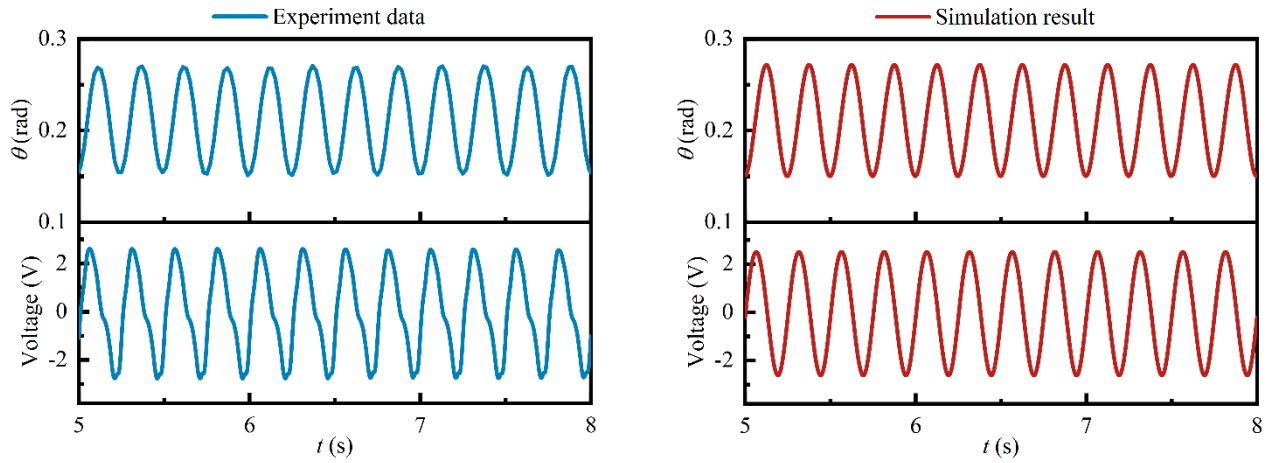 Experiment data
0.3
0.2
0.1
θ (rad)
2
0
-2
Voltage (V)
5
6
7
8
t (s)
Simulation result
0.3
0.2
0.1
θ (rad)
2
0
-2
Voltage (V)
5
6
7
8
t (s)